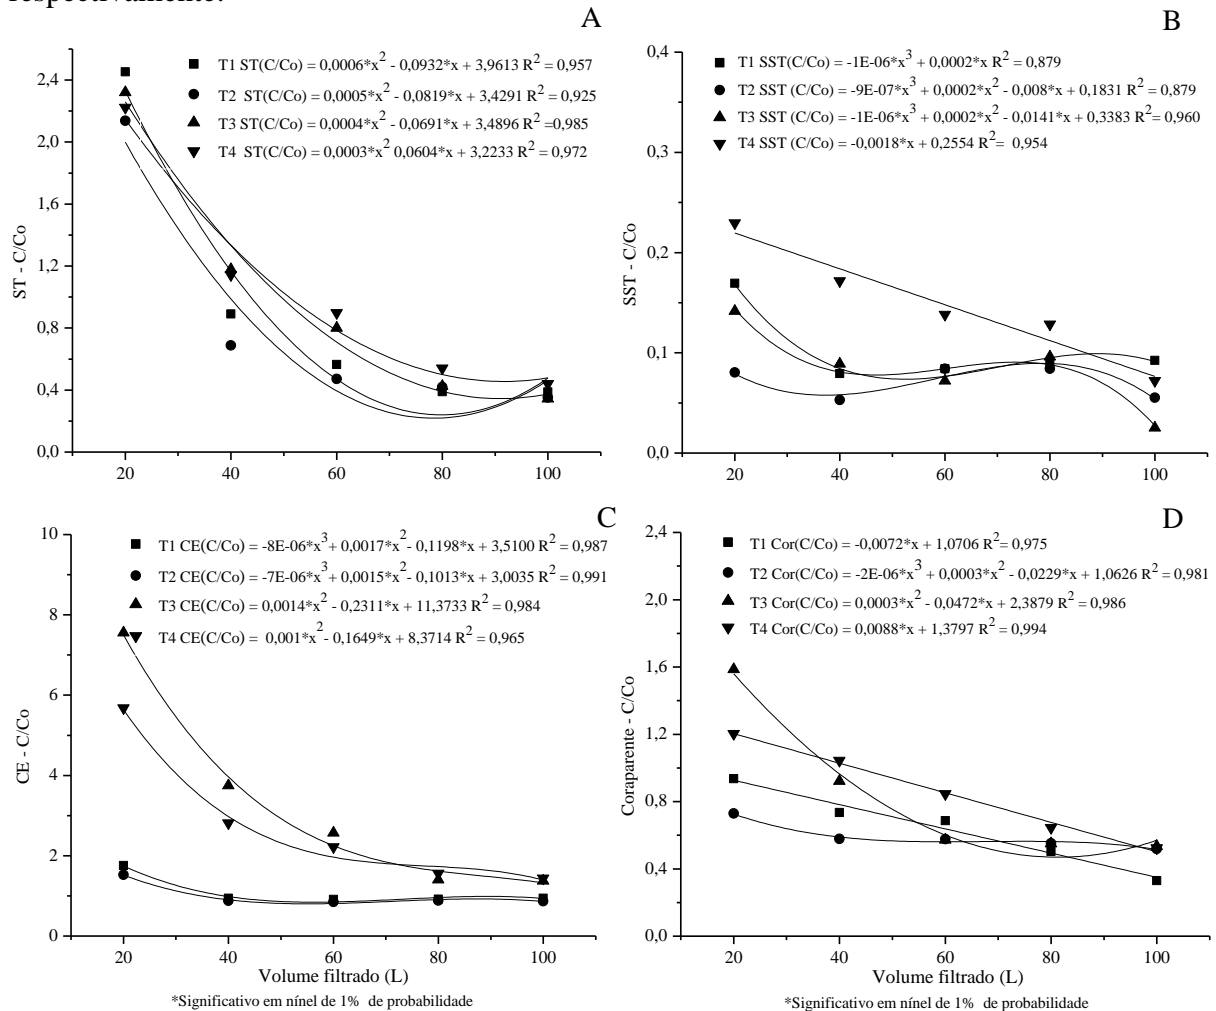 respectivamente.
A
T1 ST(C/Co) = 0,0006*x² - 0,0932*x + 3,9613 R² = 0,957
T2 ST(C/Co) = 0,0005*x² - 0,0819*x + 3,4291 R² = 0,925
T3 ST(C/Co) = 0,0004*x² - 0,0691*x + 3,4896 R² =0,985
T4 ST(C/Co) = 0,0003*x² 0,0604*x + 3,2233 R² = 0,972
2,4
2,0
1,6
1,2
0,8
0,4
0,0
ST - C/Co
20 40 60 80 100
B
T1 SST(C/Co) = -1E-06*x³ + 0,0002*x R² = 0,879
T2 SST (C/Co) = -9E-07*x³ + 0,0002*x² - 0,008*x + 0,1831 R² = 0,879
T3 SST (C/Co) = -1E-06*x³ + 0,0002*x² - 0,0141*x + 0,3383 R²= 0,960
T4 SST (C/Co) = -0,0018*x + 0,2554 R²= 0,954
0,4
0,3
0,2
0,1
0,0
SST - C/Co
20 40 60 80 100
C
T1 CE(C/Co) = -8E-06*x³ + 0,0017*x² - 0,1198*x + 3,5100 R² = 0,987
T2 CE(C/Co) = -7E-06*x³ + 0,0015*x² - 0,1013*x + 3,0035 R² = 0,991
T3 CE(C/Co) = 0,0014*x² - 0,2311*x + 11,3733 R² = 0,984
T4 CE(C/Co) = 0,001*x² - 0,1649*x + 8,3714 R² = 0,965
10
8
6
4
2
0
CE - C/Co
20 40 60 80 100
Volume filtrado (L)
*Significativo em nínel de 1% de probabilidade
D
T1 Cor(C/Co) = -0,0072*x + 1,0706 R²= 0,975
T2 Cor(C/Co) = -2E-06*x³ + 0,0003*x² - 0,0229*x + 1,0626 R² = 0,981
T3 Cor(C/Co) = 0,0003*x² - 0,0472*x + 2,3879 R² = 0,986
T4 Cor(C/Co) = 0,0088*x + 1,3797 R² = 0,994
2,4
2,0
1,6
1,2
0,8
0,4
0,0
Coraparente - C/Co
20 40 60 80 100
Volume filtrado (L)
*Significativo em nínel de 1% de probabilidade